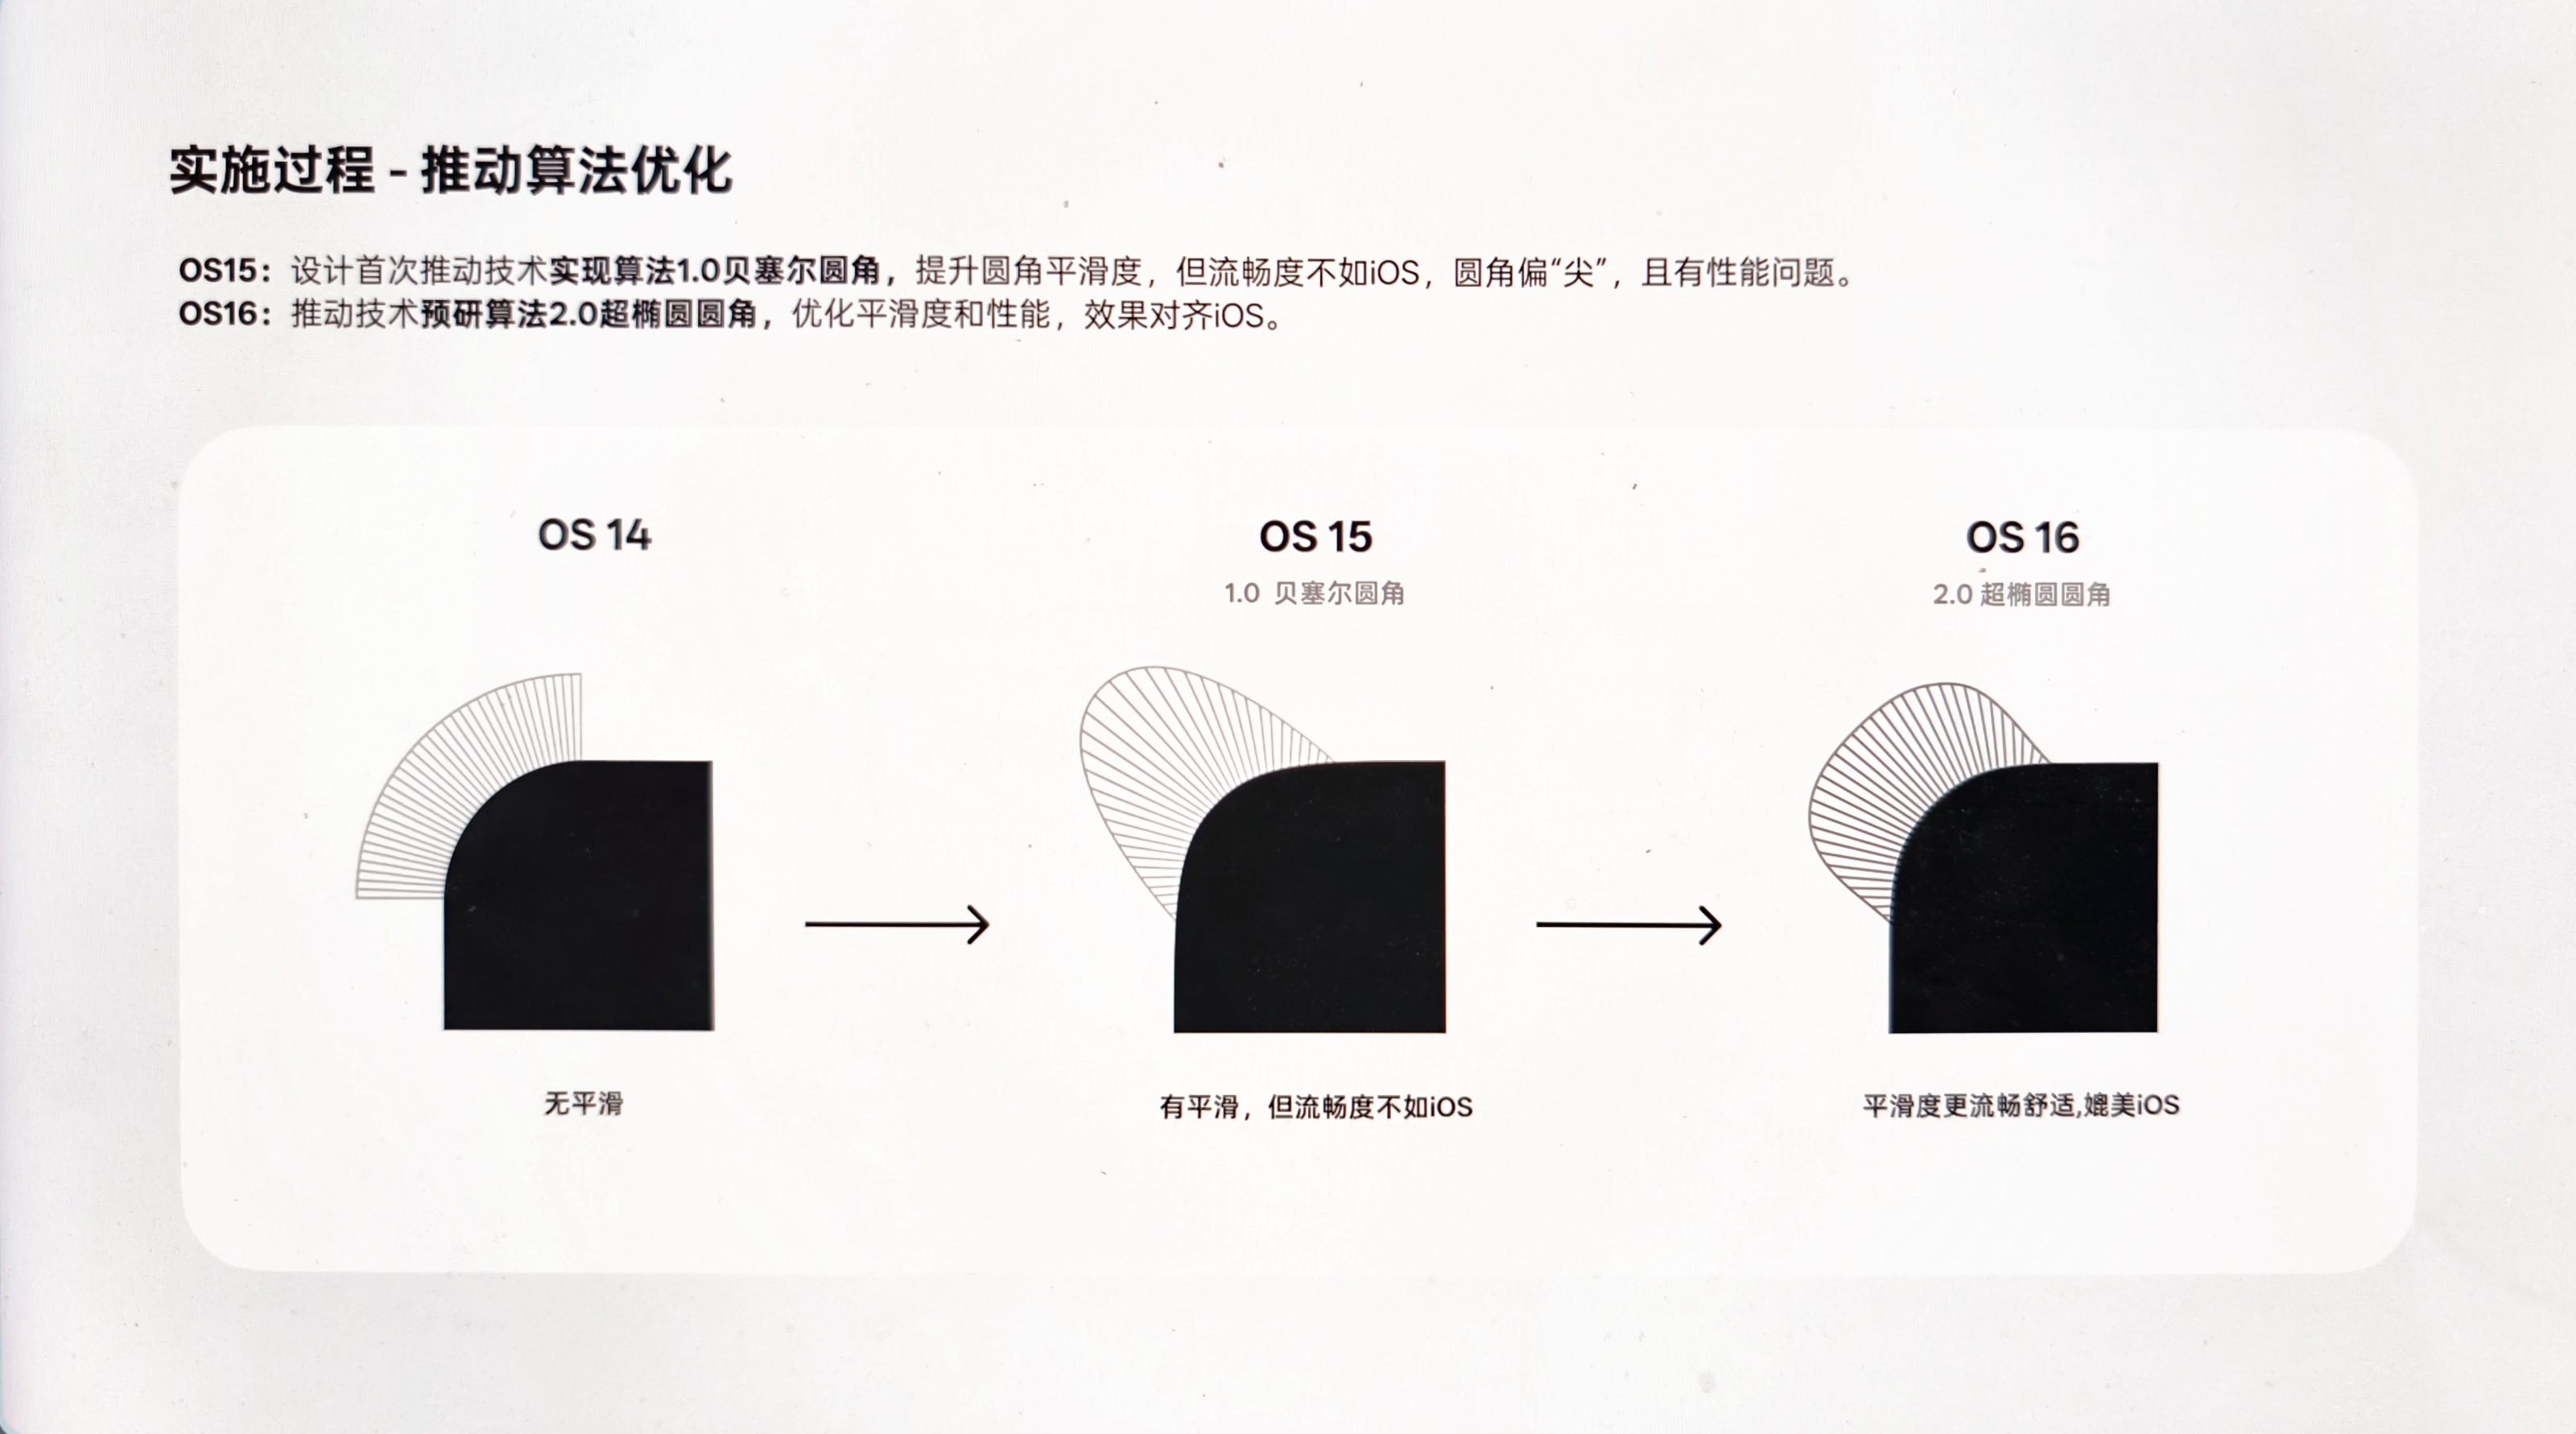 实施过程 - 推动算法优化
OS15：设计首次推动技术实现算法1.0贝塞尔圆角，提升圆角平滑度，但流畅度不如iOS，圆角偏“尖”，且有性能问题。
OS16：推动技术预研算法2.0超椭圆圆角，优化平滑度和性能，效果对齐iOS。
OS 14
OS 15
1.0 贝塞尔圆角
OS 16
2.0 超椭圆圆角
无平滑
有平滑，但流畅度不如iOS
平滑度更流畅舒适,媲美iOS